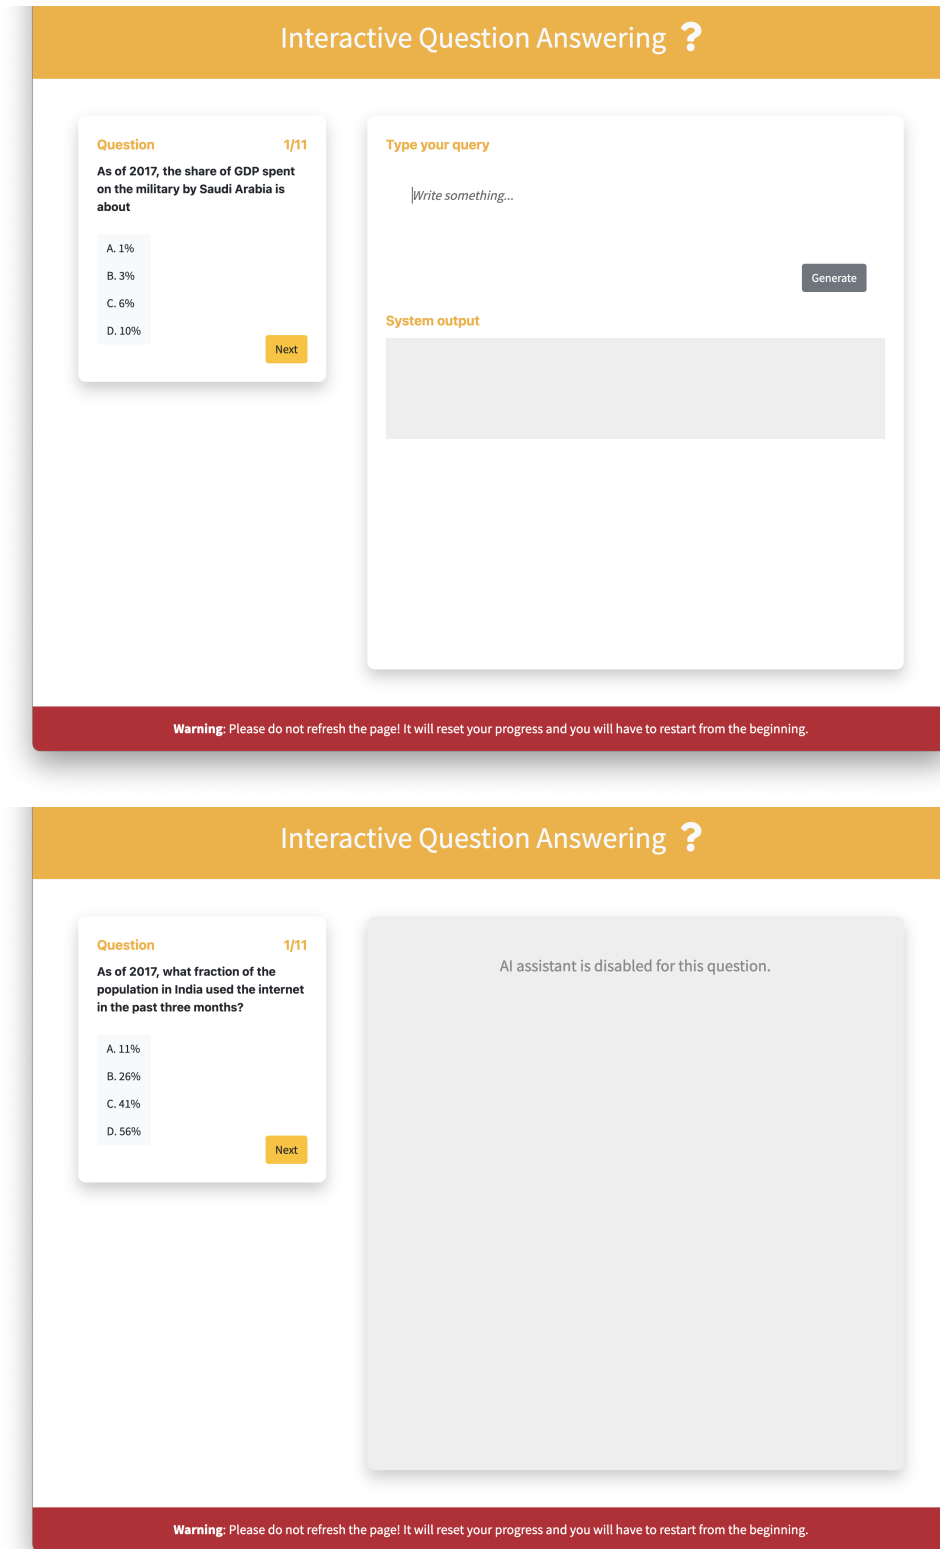 Interactive Question Answering ?
Question 1/11
As of 2017, the share of GDP spent
on the military by Saudi Arabia is
about
A. 1%
B. 3%
C. 6%
D. 10%
Next
Type your query
Write something...
Generate
System output
Warning: Please do not refresh the page! It will reset your progress and you will have to restart from the beginning.
Interactive Question Answering ?
Question 1/11
As of 2017, what fraction of the
population in India used the internet
in the past three months?
A. 11%
B. 26%
C. 41%
D. 56%
Next
AI assistant is disabled for this question.
Warning: Please do not refresh the page! It will reset your progress and you will have to restart from the beginning.